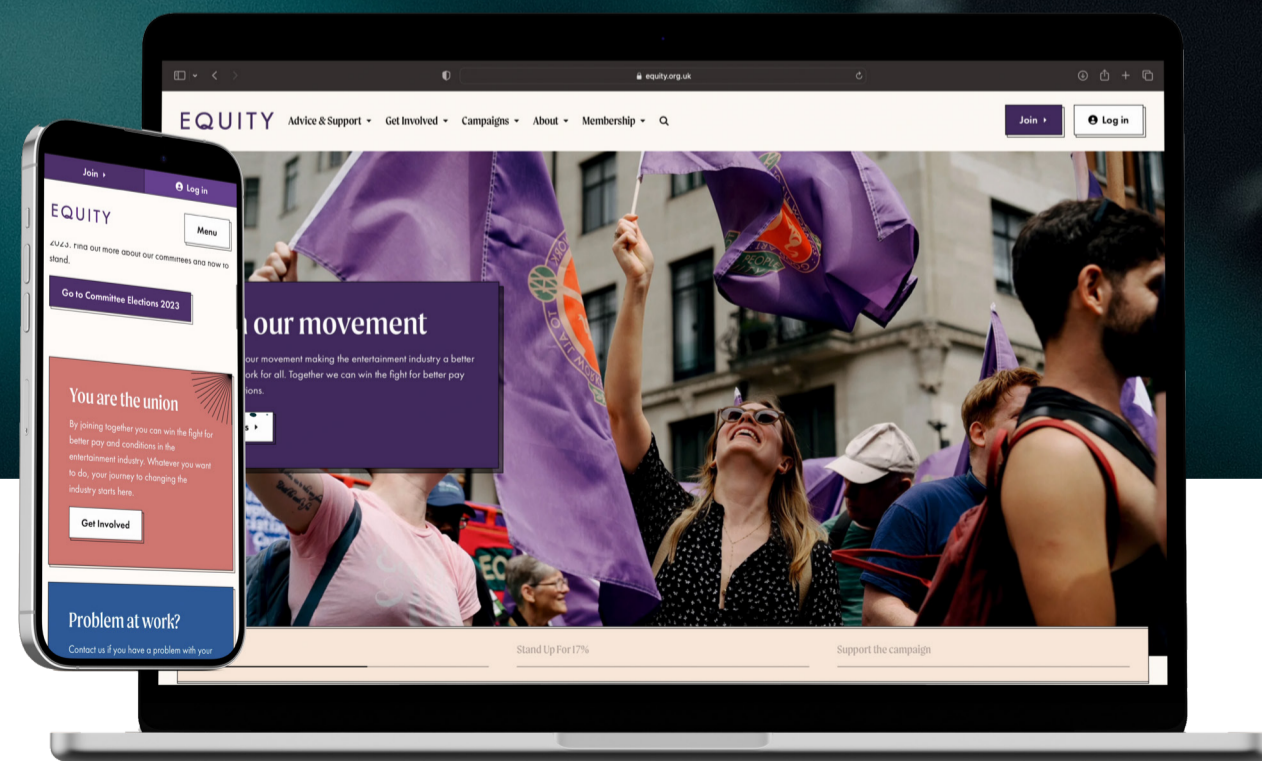 equity.org.uk
EQUITY Advice & Support Get Involved Campaigns About Membership
Join
Log in
our movement
our movement making the entertainment industry a better
for all. Together we can win the fight for better pay
Stand Up For 17%
Support the campaign
Join
Log in
EQUITY
Menu
2023. Find out more about our committees and how to
stand.
Go to Committee Elections 2023
You are the union
By joining together you can win the fight for
better pay and conditions in the
entertainment industry. Whatever you want
to do, your journey to changing the
industry starts here.
Get Involved
Problem at work?
Contact us if you have a problem with your